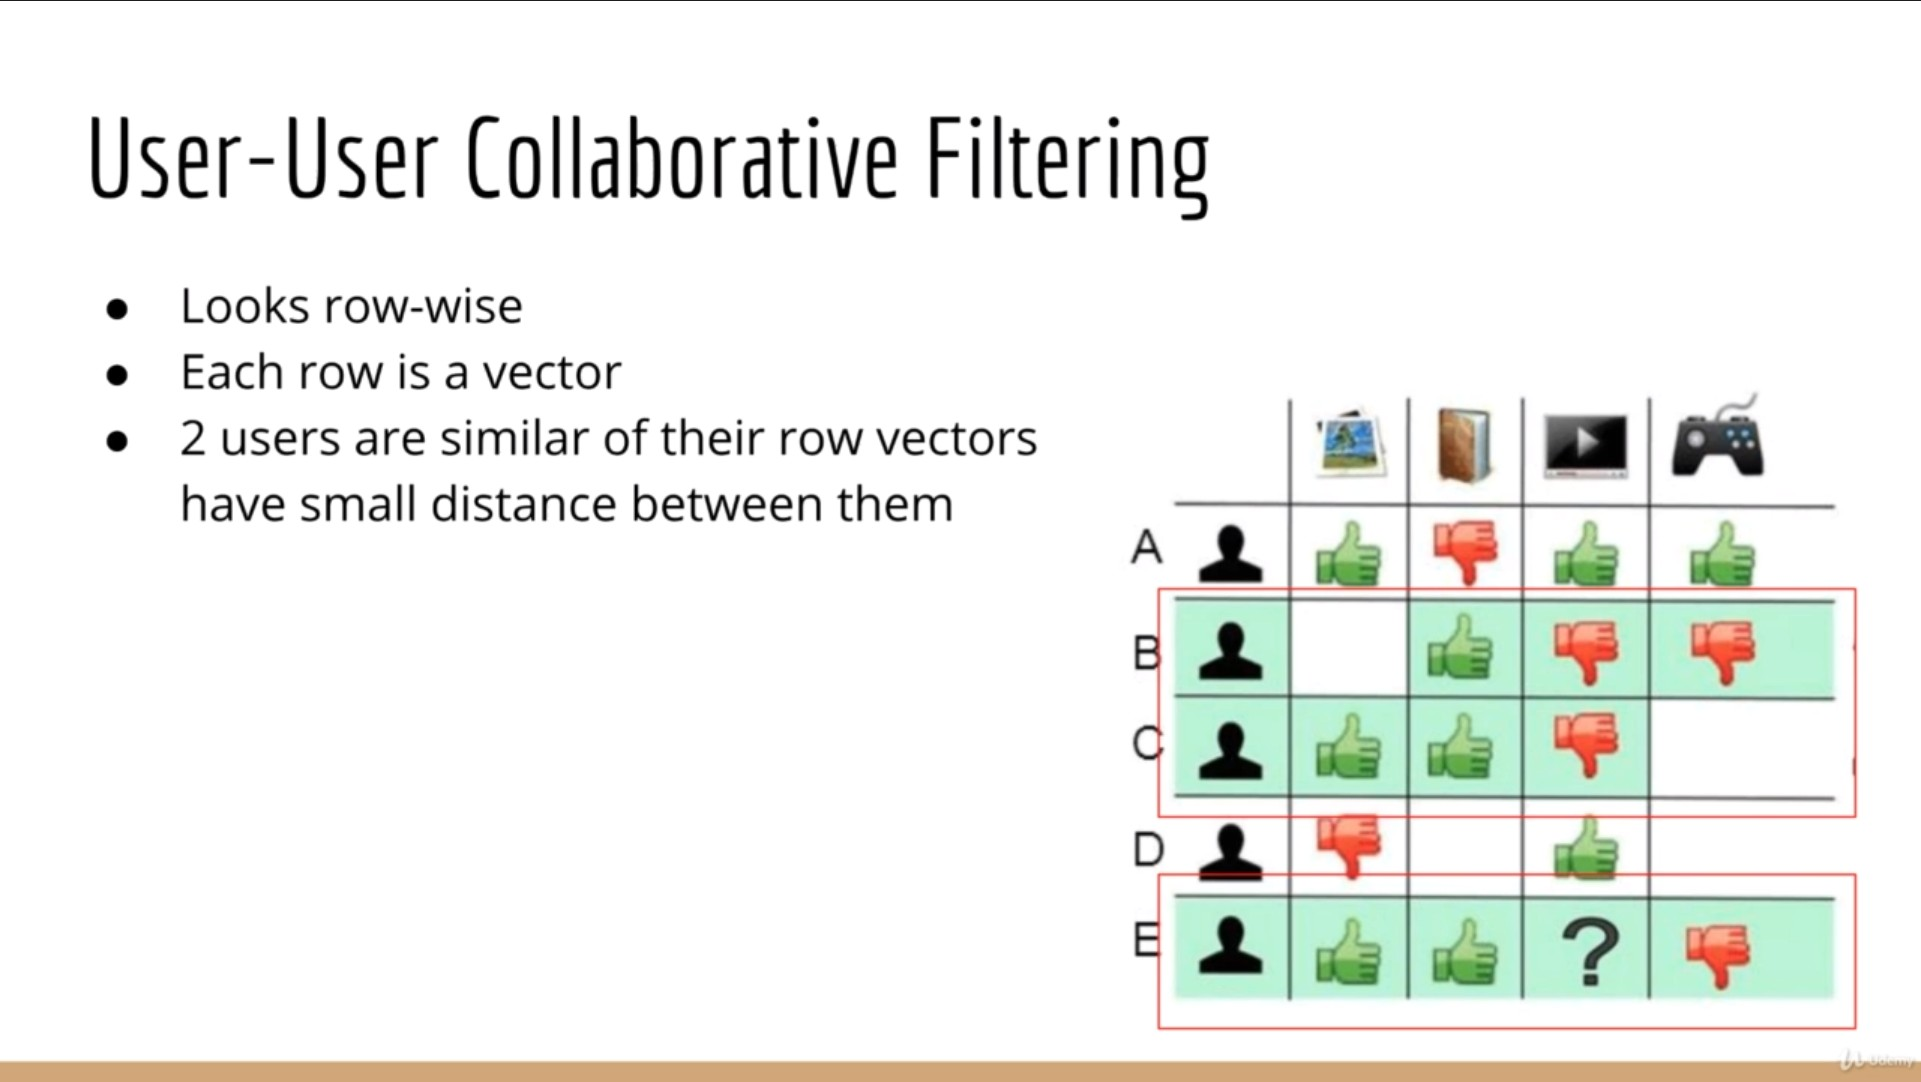 User-User Collaborative Filtering
● Looks row-wise
● Each row is a vector
● 2 users are similar of their row vectors
have small distance between them
A
B
C
D
E ?
Udemy